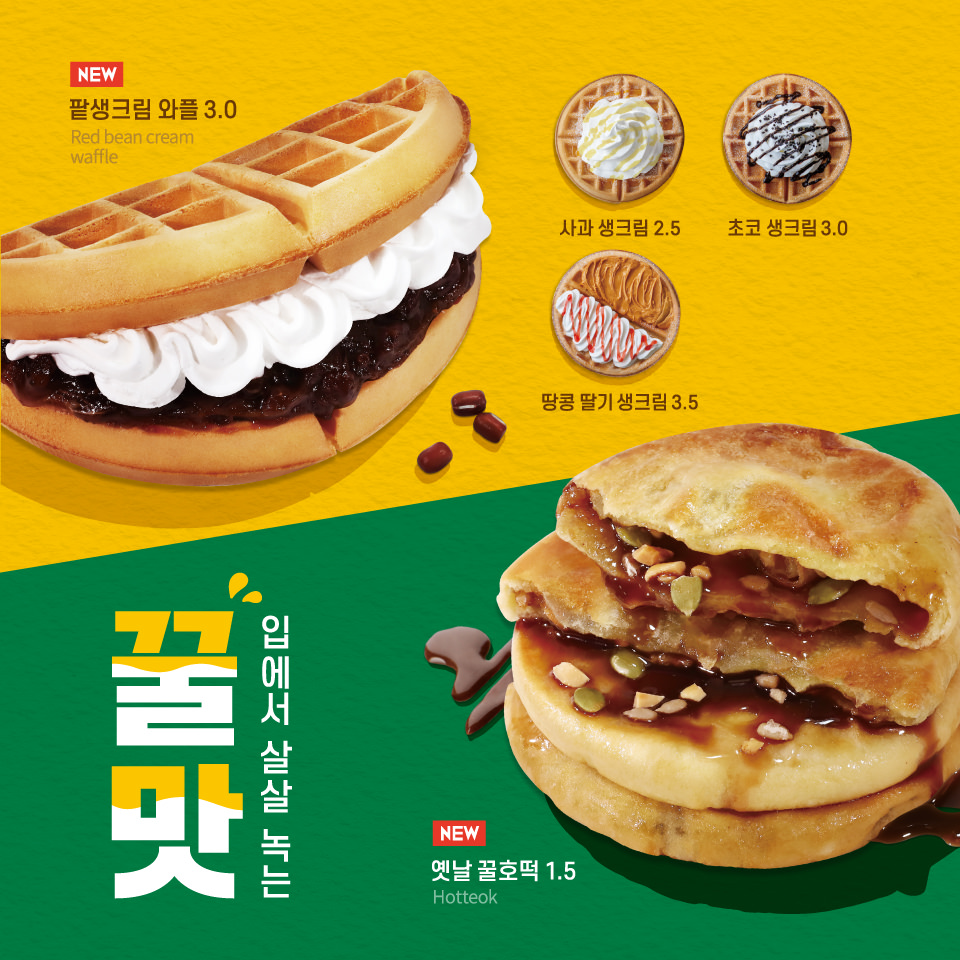 NEW
팥생크림 와플 3.0
Red bean cream
waffle
사과 생크림 2.5
초코 생크림 3.0
땅콩 딸기 생크림 3.5
입에서 살살 녹는
꿀맛
NEW
옛날 꿀호떡 1.5
Hotteok